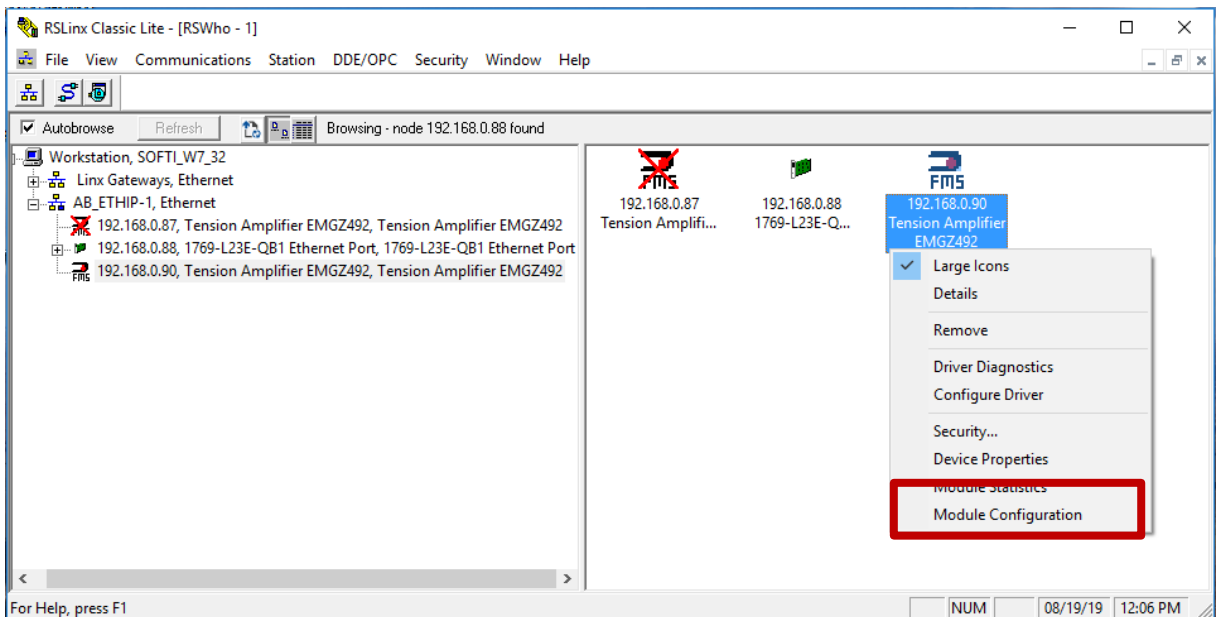 RSLinx Classic Lite - [RSWho - 1]
File View Communications Station DDE/OPC Security Window Help
Autobrowse Refresh Browsing - node 192.168.0.88 found
Workstation, SOFTI_W7_32
Linx Gateways, Ethernet
AB_ETHIP-1, Ethernet
192.168.0.87, Tension Amplifier EMGZ492, Tension Amplifier EMGZ492
192.168.0.88, 1769-L23E-QB1 Ethernet Port, 1769-L23E-QB1 Ethernet Port
FMS
192.168.0.90, Tension Amplifier EMGZ492, Tension Amplifier EMGZ492
FMS
192.168.0.87
Tension Amplifi...
192.168.0.88
1769-L23E-Q...
FMS
192.168.0.90
Tension Amplifier
EMGZ492
Large Icons
Details
Remove
Driver Diagnostics
Configure Driver
Security...
Device Properties
Module Statistics
Module Configuration
For Help, press F1
NUM 08/19/19 12:06 PM